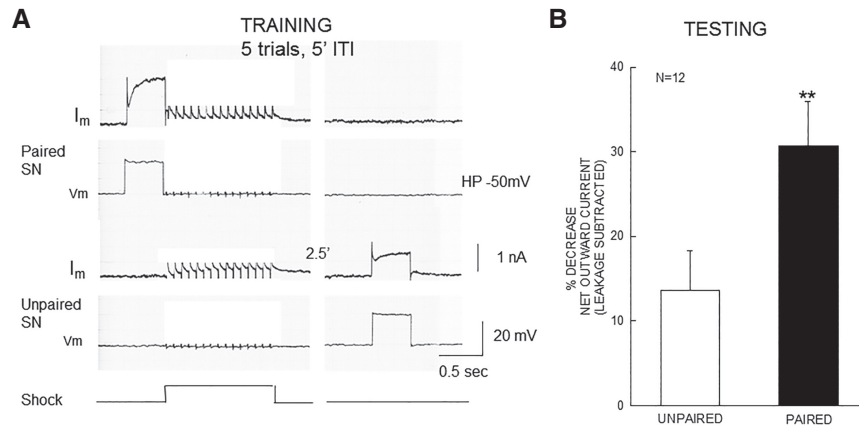 A
TRAINING
5 trials, 5' ITI
Im
Paired
SN
Vm
HP -50mV
Im
2.5'
1 nA
Unpaired
SN
Vm
20 mV
0.5 sec
Shock
B
TESTING
% DECREASE
NET OUTWARD CURRENT
(LEAKAGE SUBTRACTED)
40
30
20
10
0
N=12
**
UNPAIRED
PAIRED